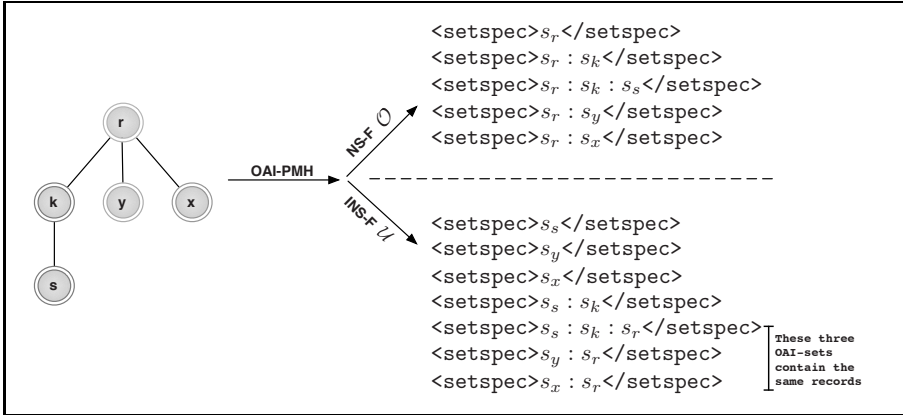 r
k
y
x
s
OAI-PMH
NS-F O
INS-F U
<setspec>s_r</setspec>
<setspec>s_r : s_k</setspec>
<setspec>s_r : s_k : s_s</setspec>
<setspec>s_r : s_y</setspec>
<setspec>s_r : s_x</setspec>
<setspec>s_s</setspec>
<setspec>s_y</setspec>
<setspec>s_x</setspec>
<setspec>s_s : s_k</setspec>
<setspec>s_s : s_k : s_r</setspec>
<setspec>s_y : s_r</setspec>
<setspec>s_x : s_r</setspec>
These three
OAI-sets
contain the
same records